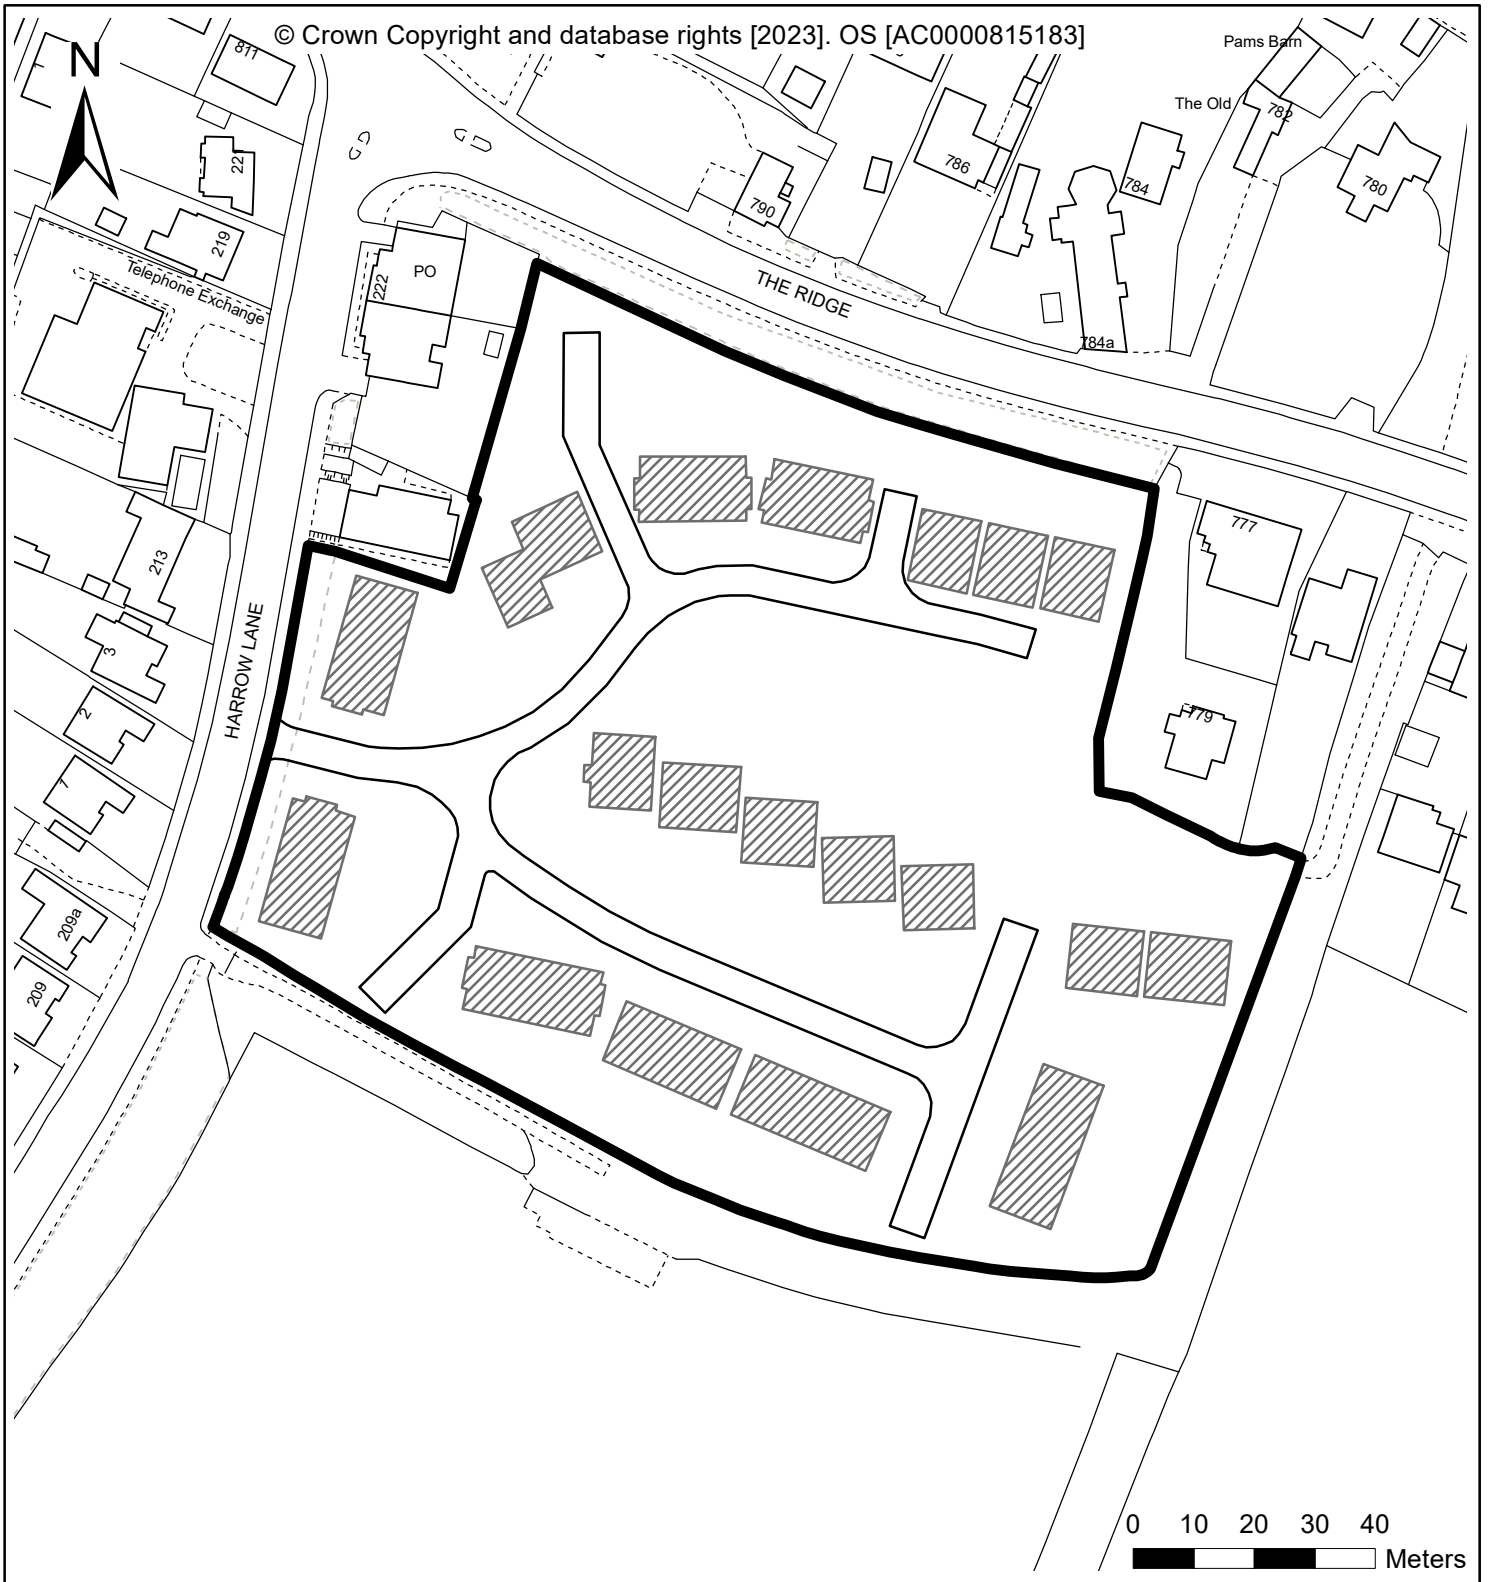 © Crown Copyright and database rights [2023]. OS [AC0000815183]
N
811
Pams Barn
The Old
782
221
786
784
780
790
219
PO
222
Telephone Exchange
THE RIDGE
784a
777
213
HARROW LANE
3
2
779
1
209a
209
0 10 20 30 40
Meters